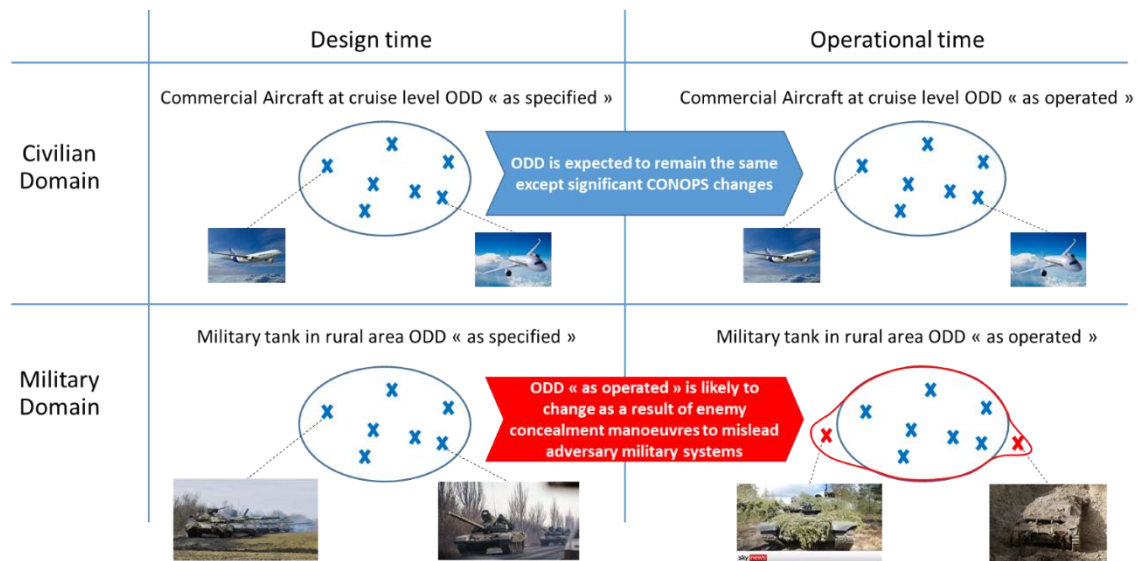 Design time
Operational time
Civilian
Domain
Commercial Aircraft at cruise level ODD « as specified »
Commercial Aircraft at cruise level ODD « as operated »
ODD is expected to remain the same
except significant CONOPS changes
Military
Domain
Military tank in rural area ODD « as specified »
Military tank in rural area ODD « as operated »
ODD « as operated » is likely to
change as a result of enemy
concealment manoeuvres to mislead
adversary military systems
sky news